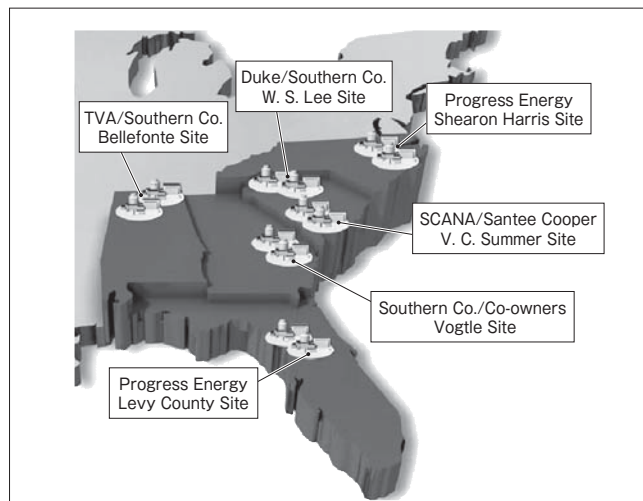 Duke/Southern Co.
W. S. Lee Site
Progress Energy
Shearon Harris Site
TVA/Southern Co.
Bellefonte Site
SCANA/Santee Cooper
V. C. Summer Site
Southern Co./Co-owners
Vogtle Site
Progress Energy
Levy County Site